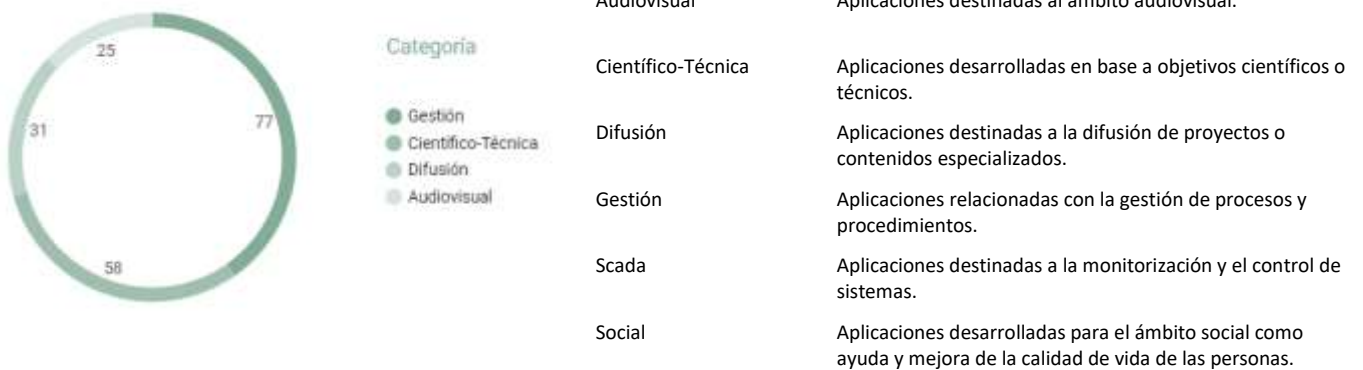 25
31
77
58
Categoría
Gestión
Científico-Técnica
Difusión
Audiovisual
Audiovisual Aplicaciones destinadas al ámbito audiovisual.
Científico-Técnica Aplicaciones desarrolladas en base a objetivos científicos o
técnicos.
Difusión Aplicaciones destinadas a la difusión de proyectos o
contenidos especializados.
Gestión Aplicaciones relacionadas con la gestión de procesos y
procedimientos.
Scada Aplicaciones destinadas a la monitorización y el control de
sistemas.
Social Aplicaciones desarrolladas para el ámbito social como
ayuda y mejora de la calidad de vida de las personas.